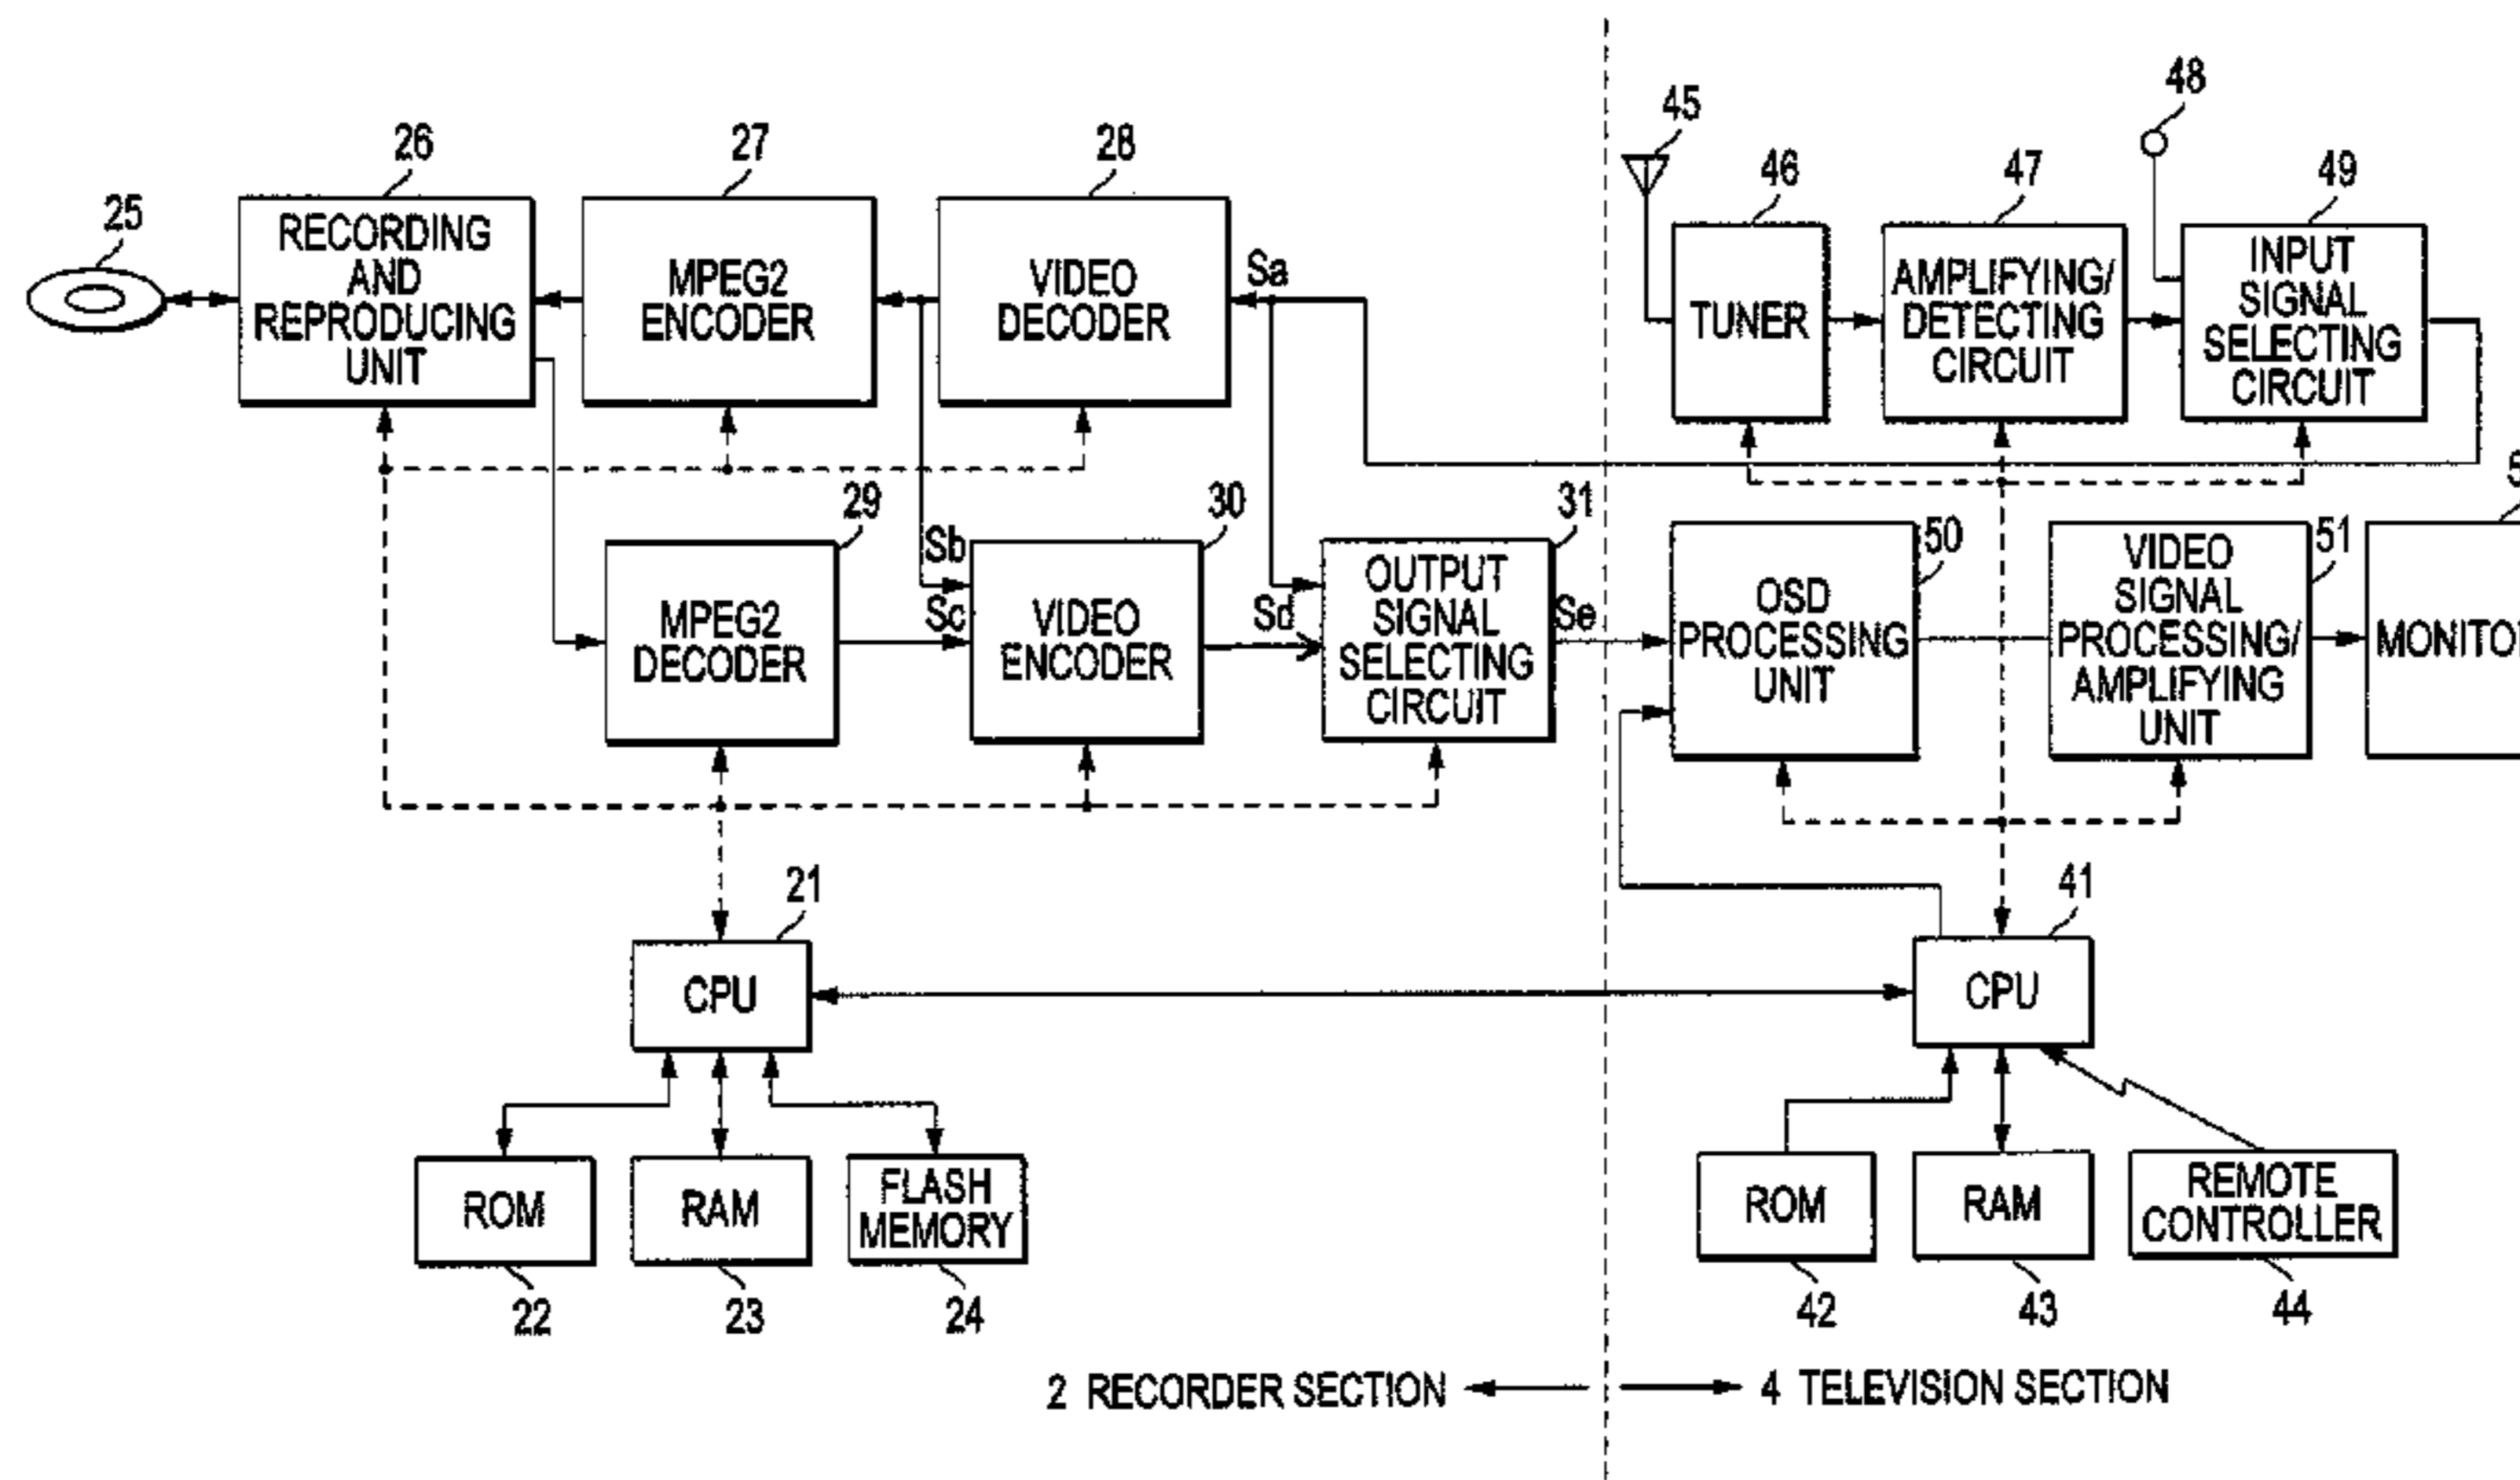 48
45
26
27
28
46
47
49
25
RECORDING
AND
REPRODUCING
UNIT
MPEG2
ENCODER
VIDEO
DECODER
Sa
TUNER
AMPLIFYING/
DETECTING
CIRCUIT
INPUT
SIGNAL
SELECTING
CIRCUIT
29
30
31
50
51
5
Sb
Sc
MPEG2
DECODER
VIDEO
ENCODER
Sd
OUTPUT
SIGNAL
SELECTING
CIRCUIT
Se
OSD
PROCESSING
UNIT
VIDEO
SIGNAL
PROCESSING/
AMPLIFYING
UNIT
21
41
CPU
CPU
ROM
RAM
FLASH
MEMORY
ROM
RAM
REMOTE
CONTROLLER
22
23
24
42
43
44
2 RECORDER SECTION
4 TELEVISION SECTION